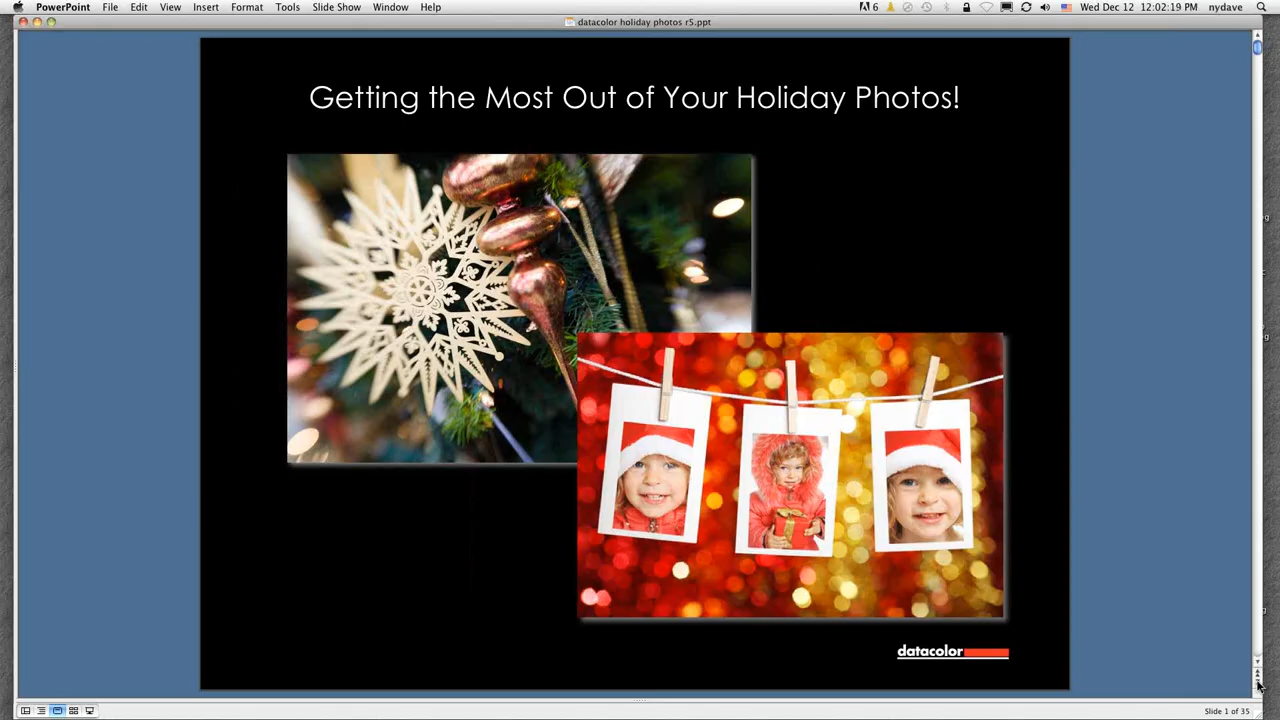 PowerPoint File Edit View Insert Format Tools Slide Show Window Help 6 Wed Dec 12 12:02:19 PM nydave
datacolor holiday photos r5.ppt
Getting the Most Out of Your Holiday Photos!
datacolor
Slide 1 of 35